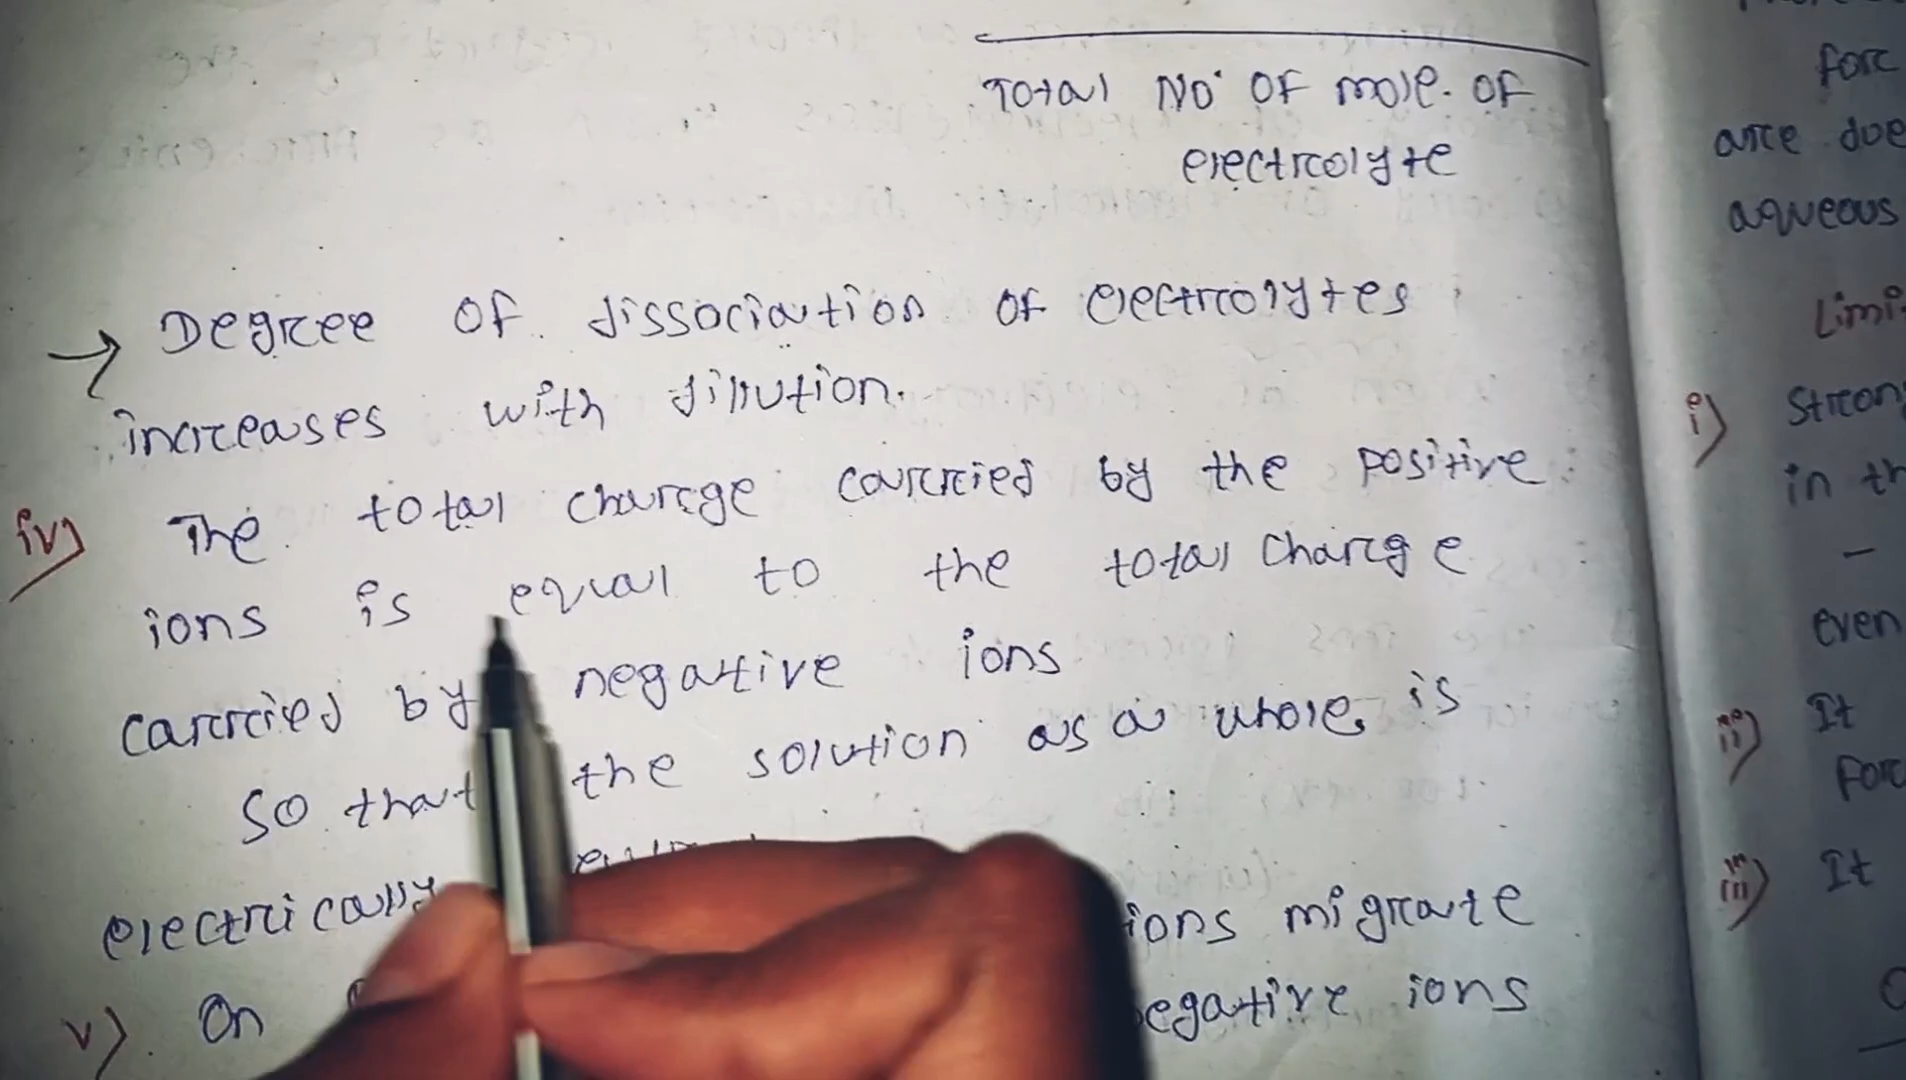 Total No. of mole. of
electrolyte
→ Degree of dissociation of electrolytes
increases with dilution.
iv) The total charge carried by the positive
ions is equal to the total charge
carried by negative ions
So that the solution as a whole, is
electrically
ions migrate
v). On
negative ions
forc
are due
aqueous
Limi
i) Strong
in th
-
even
ii) It
Forc
iii) It